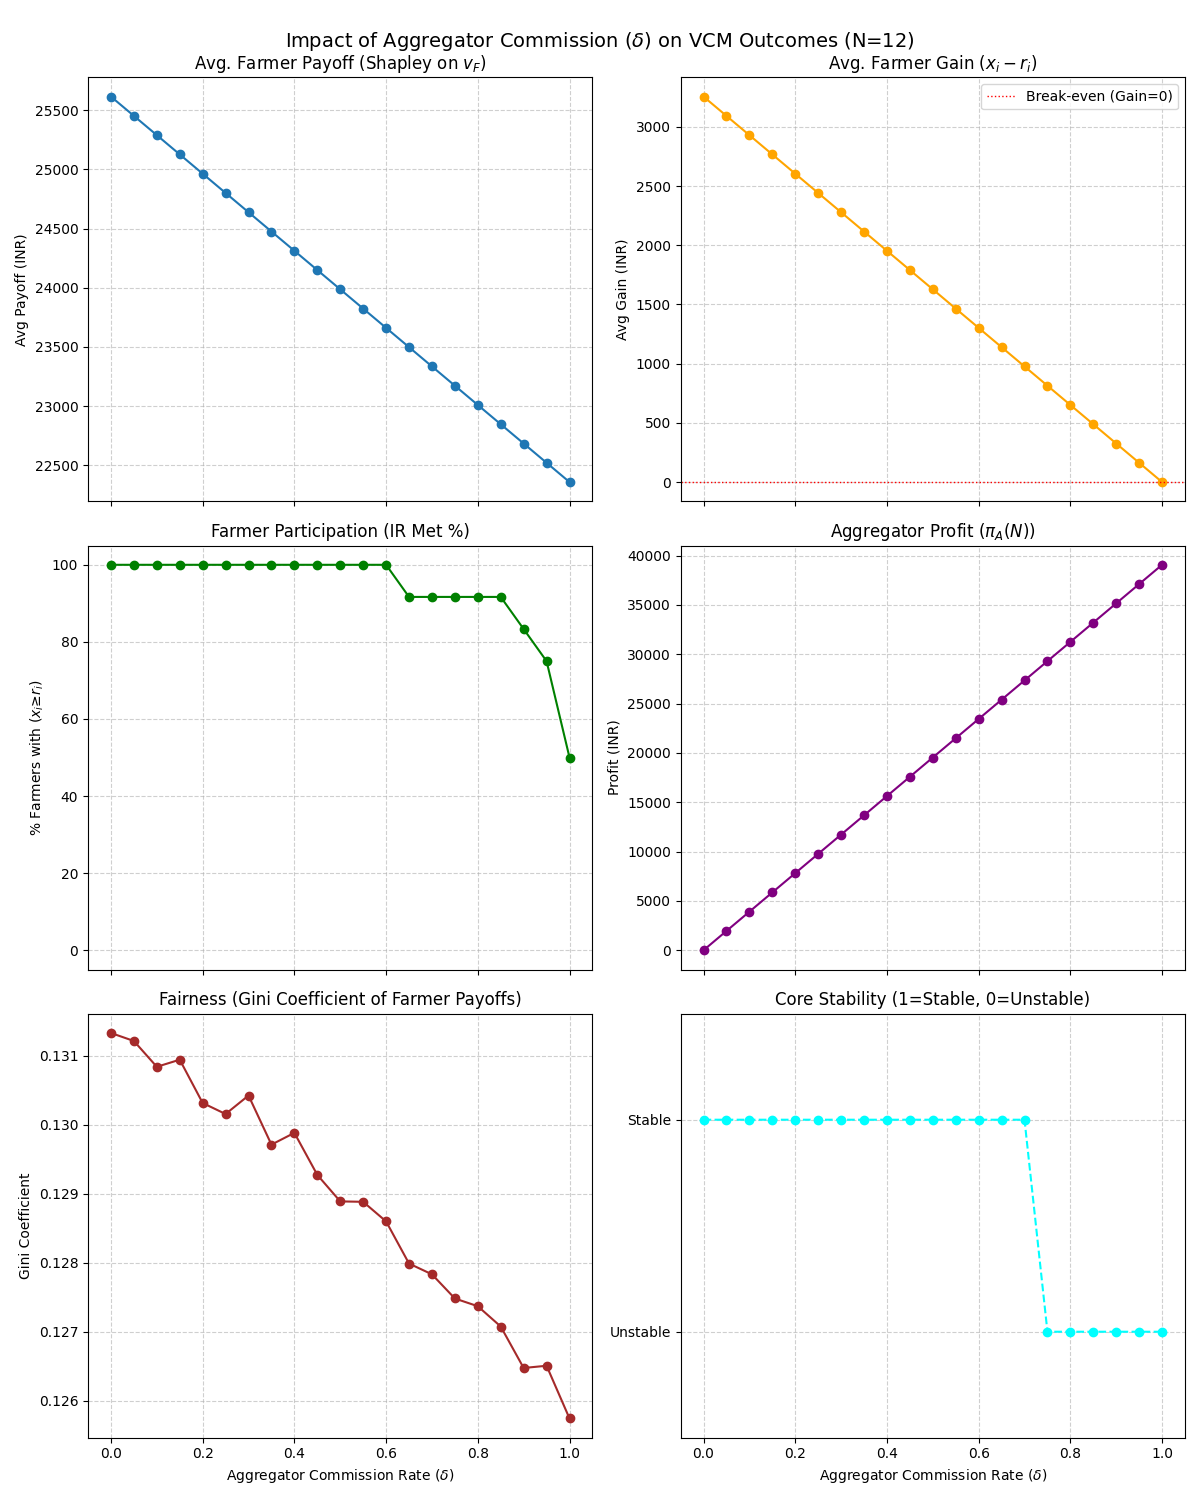 Impact of Aggregator Commission (δ) on VCM Outcomes (N=12)
Avg. Farmer Payoff (Shapley on v_F)
Avg Payoff (INR)
25500
25000
24500
24000
23500
23000
22500
Avg. Farmer Gain (x_i − r_i)
Break-even (Gain=0)
Avg Gain (INR)
3000
2500
2000
1500
1000
500
0
Farmer Participation (IR Met %)
% Farmers with (x_i ≥ r_i)
100
80
60
40
20
0
Aggregator Profit (π_A(N))
Profit (INR)
40000
35000
30000
25000
20000
15000
10000
5000
0
Fairness (Gini Coefficient of Farmer Payoffs)
Gini Coefficient
0.131
0.130
0.129
0.128
0.127
0.126
0.0 0.2 0.4 0.6 0.8 1.0
Aggregator Commission Rate (δ)
Core Stability (1=Stable, 0=Unstable)
Stable
Unstable
0.0 0.2 0.4 0.6 0.8 1.0
Aggregator Commission Rate (δ)